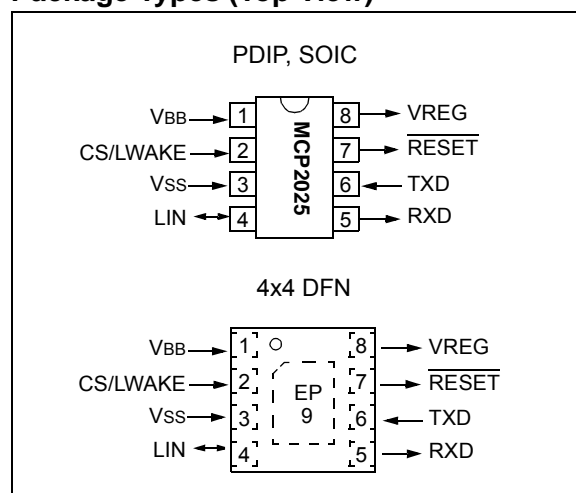 Package Types (Top View)
PDIP, SOIC
VBB 1 8 VREG
CS/LWAKE 2 7 RESET
VSS 3 6 TXD
LIN 4 5 RXD
MCP2025
4x4 DFN
VBB 1 8 VREG
CS/LWAKE 2 7 RESET
VSS 3 6 TXD
LIN 4 5 RXD
EP
9